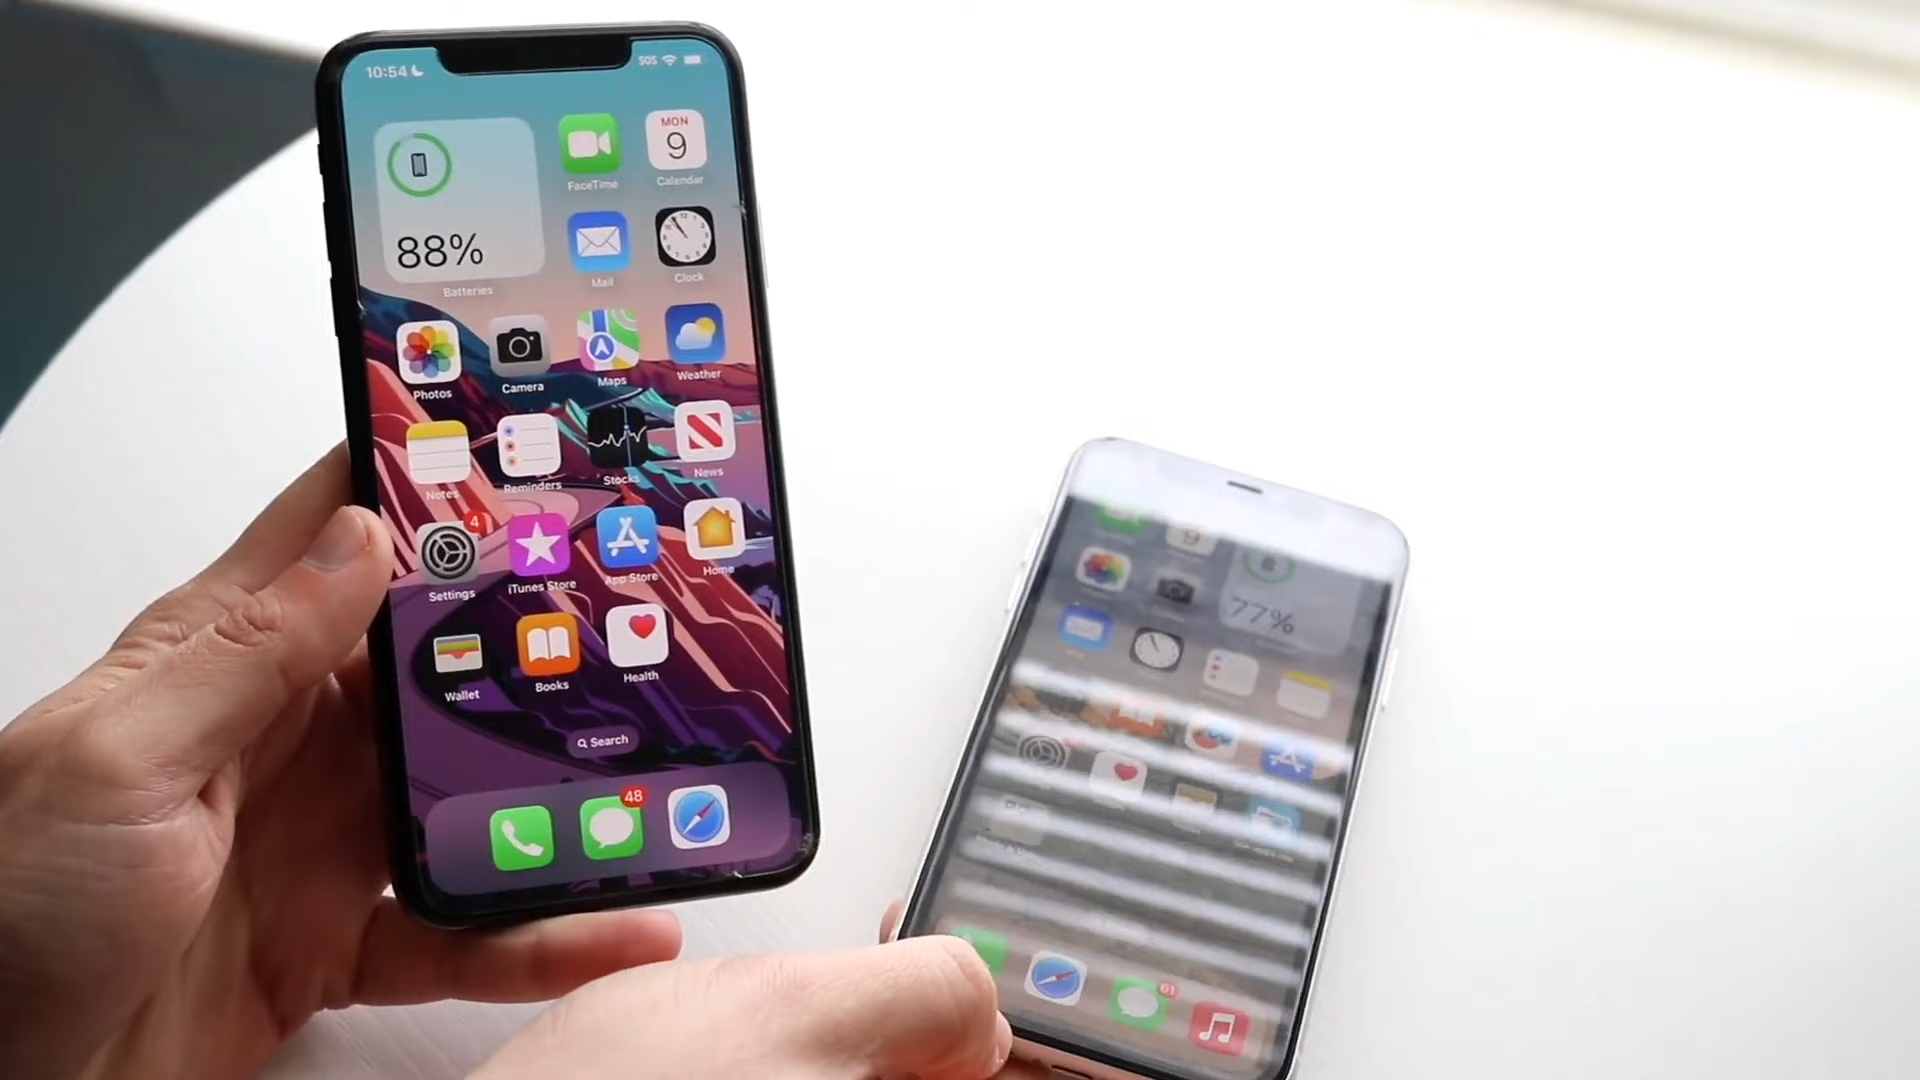 10:54
SOS
MON
9
FaceTime
Calendar
88%
Batteries
Mail
Clock
Photos
Camera
Maps
Weather
Notes
Reminders
Stocks
News
4
Settings
iTunes Store
App Store
Home
Wallet
Books
Health
Search
48
9
77%
61